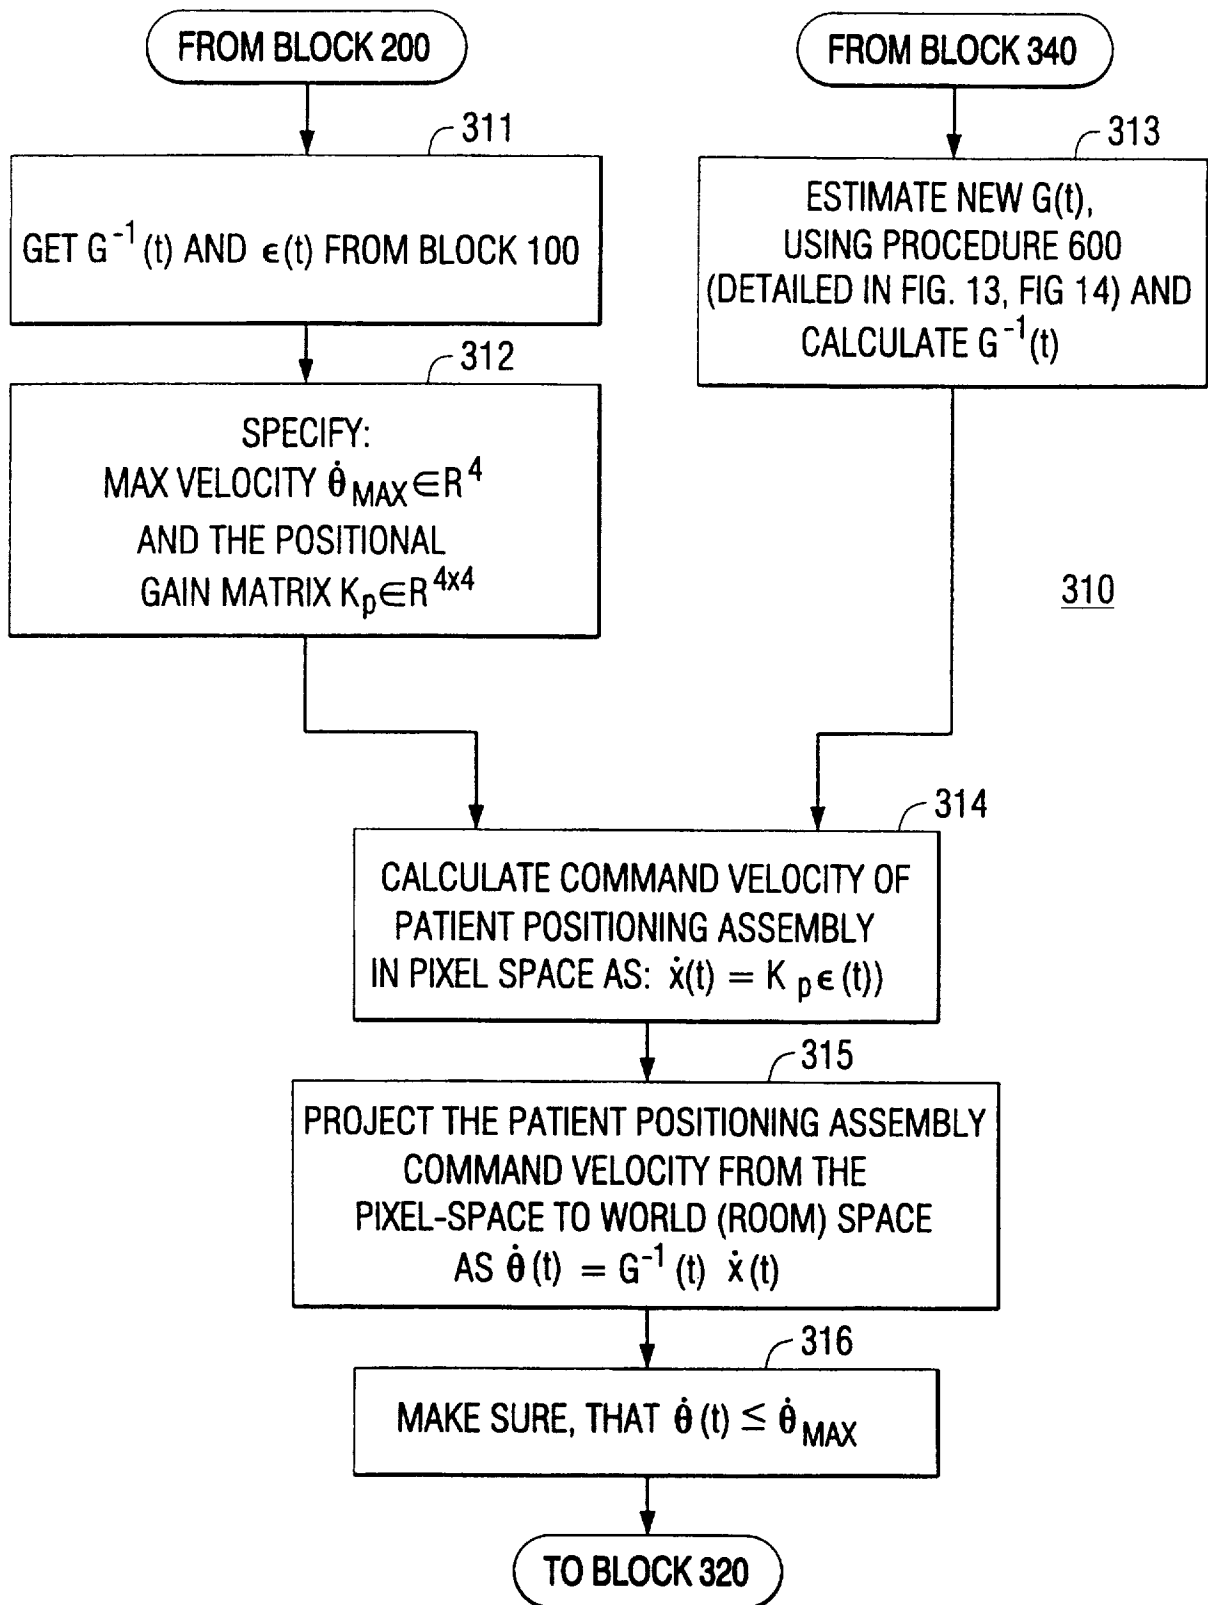 FROM BLOCK 200
311
GET G⁻¹(t) AND ϵ(t) FROM BLOCK 100
312
SPECIFY:
MAX VELOCITY θ̇_MAX ∈ R⁴
AND THE POSITIONAL
GAIN MATRIX K_p ∈ R⁴ˣ⁴
FROM BLOCK 340
313
ESTIMATE NEW G(t),
USING PROCEDURE 600
(DETAILED IN FIG. 13, FIG 14) AND
CALCULATE G⁻¹(t)
310
314
CALCULATE COMMAND VELOCITY OF
PATIENT POSITIONING ASSEMBLY
IN PIXEL SPACE AS: ẋ(t) = K_p ϵ(t))
315
PROJECT THE PATIENT POSITIONING ASSEMBLY
COMMAND VELOCITY FROM THE
PIXEL-SPACE TO WORLD (ROOM) SPACE
AS θ̇(t) = G⁻¹(t) ẋ(t)
316
MAKE SURE, THAT θ̇(t) ≤ θ̇_MAX
TO BLOCK 320